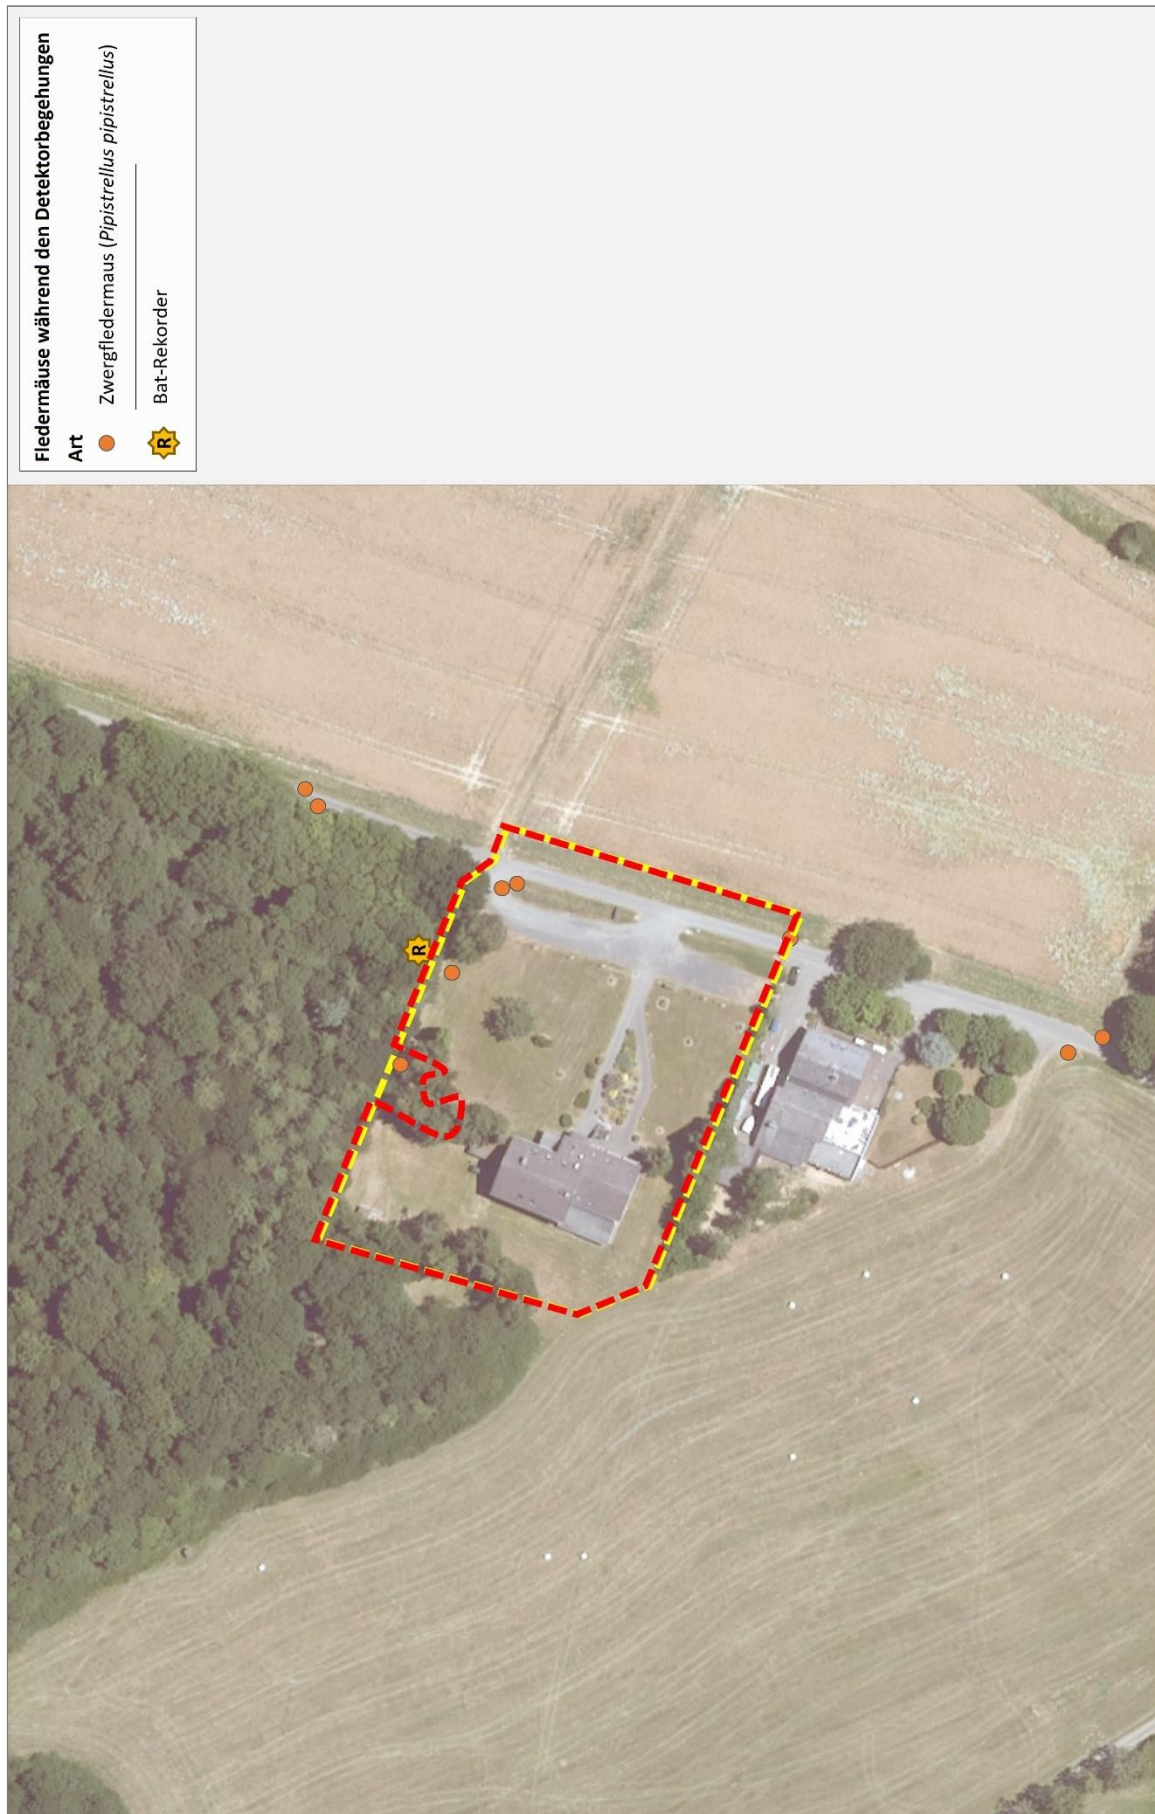 Fledermäuse während den Detektorbegehungen
Art
Zwergfledermaus (Pipistrellus pipistrellus)
R Bat-Rekorder
R